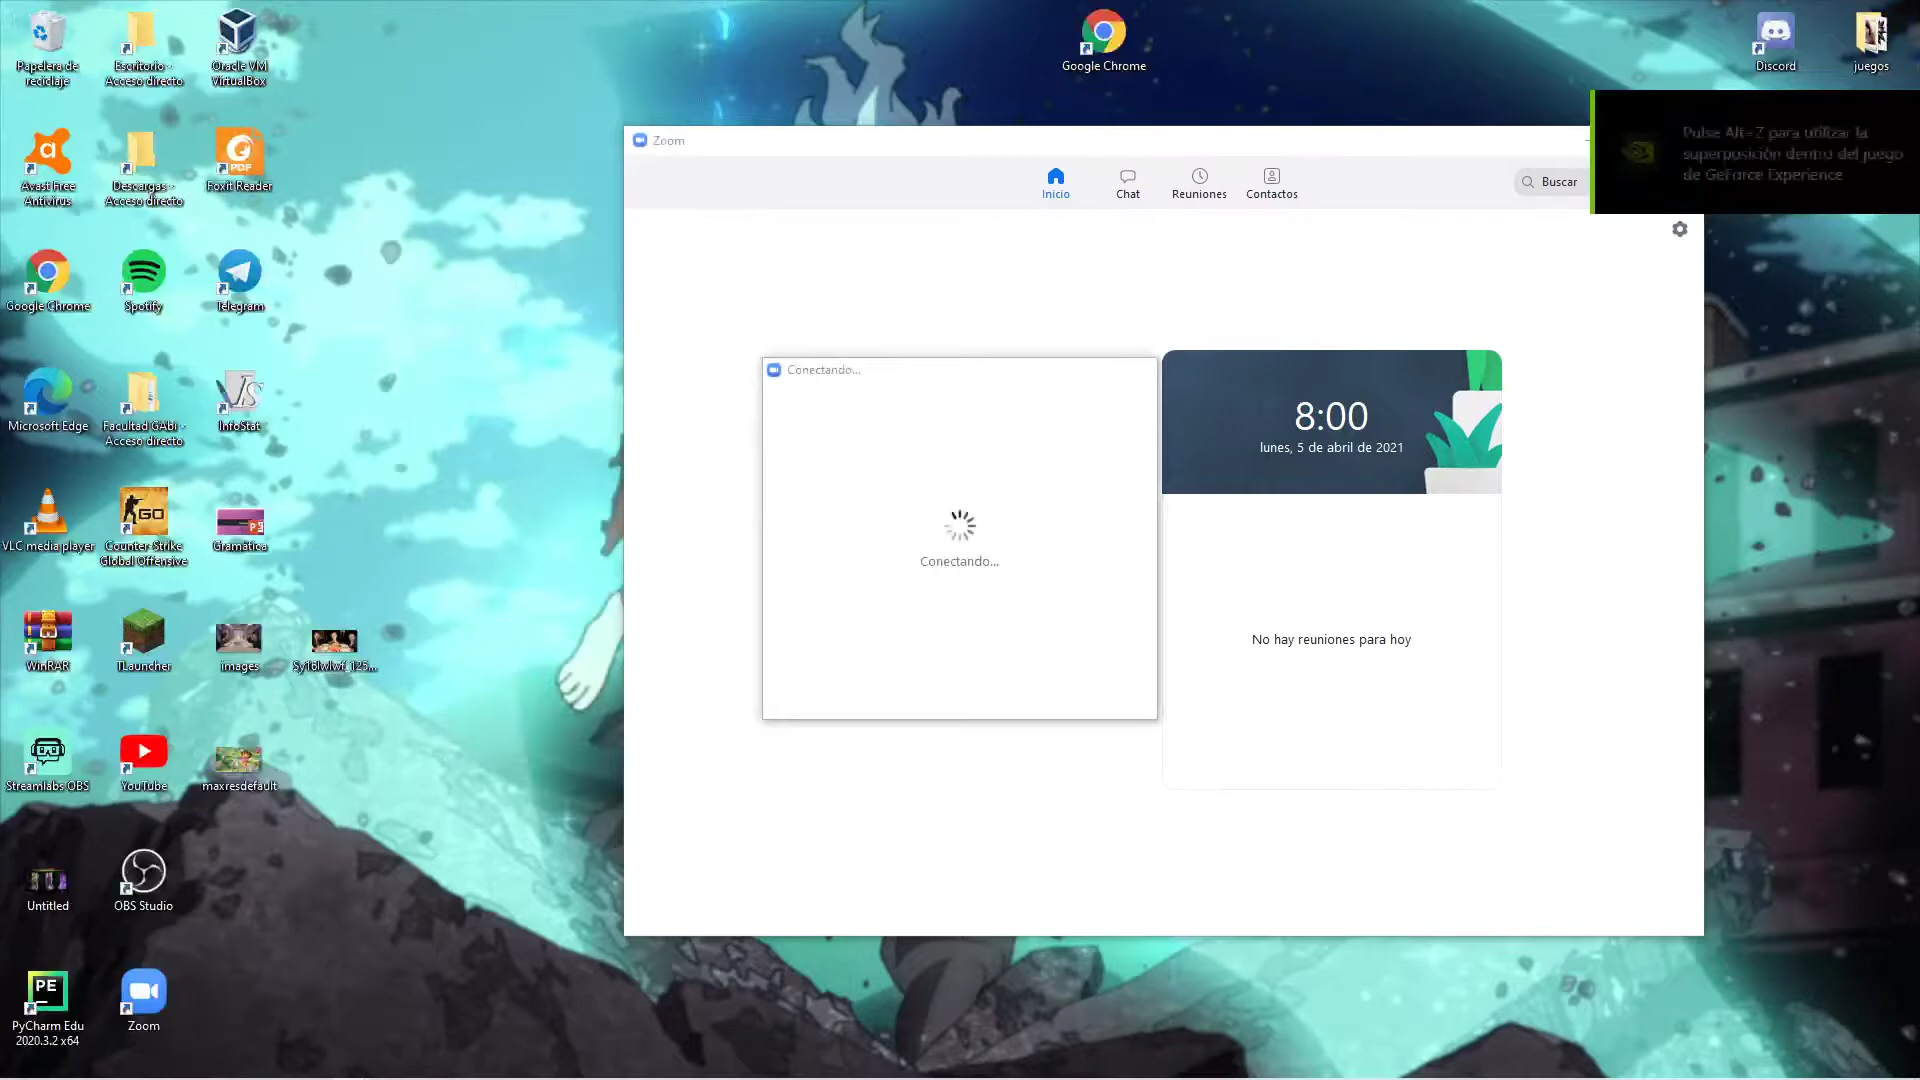 Papelera de
reciclaje
Escritorio -
Acceso directo
Oracle VM
VirtualBox
Google Chrome
Discord
juegos
Avast Free
Antivirus
Descargas -
Acceso directo
PDF
Foxit Reader
Google Chrome
Spotify
Telegram
Microsoft Edge
Facultad GAbi -
Acceso directo
InfoStat
VLC media player
GO
Counter-Strike
Global Offensive
Gramatica
WinRAR
TLauncher
images
Streamlabs OBS
YouTube
maxresdefault
Untitled
OBS Studio
PE
PyCharm Edu
2020.3.2 x64
Zoom
Zoom
Inicio
Chat
Reuniones
Contactos
Buscar
Pulse Alt+Z para utilizar la
superposición dentro del juego
de GeForce Experience
Conectando...
Conectando...
8:00
lunes, 5 de abril de 2021
No hay reuniones para hoy